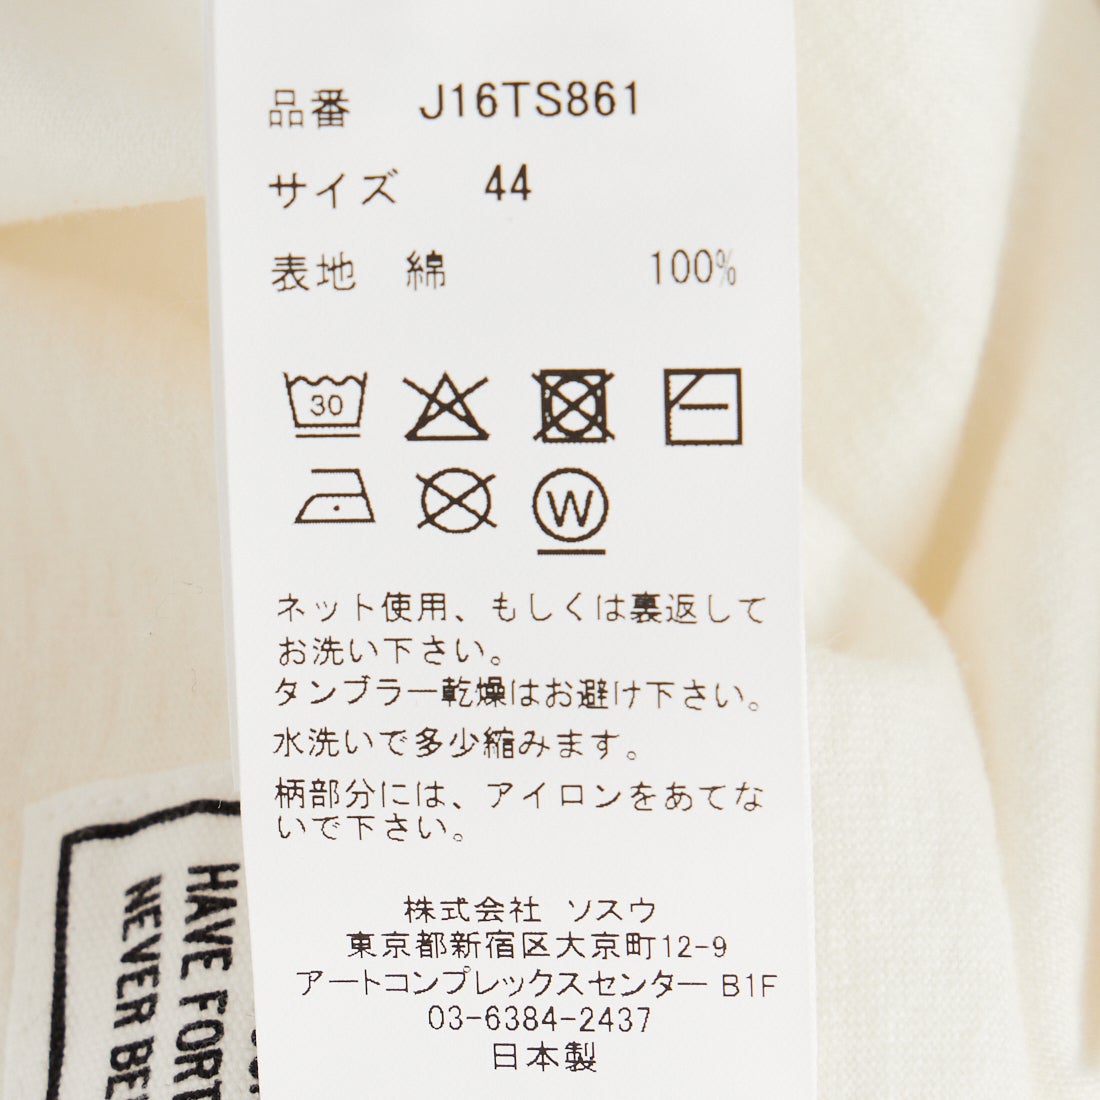 品番 J16TS861
サイズ 44
表地 綿 100%
30
W
ネット使用、もしくは裏返して
お洗い下さい。
タンブラー乾燥はお避け下さい。
水洗いで多少縮みます。
柄部分には、アイロンをあてな
いで下さい。
株式会社 ソスウ
東京都新宿区大京町12-9
アートコンプレックスセンター B1F
03-6384-2437
日本製
HAVE FORT
NEVER BE